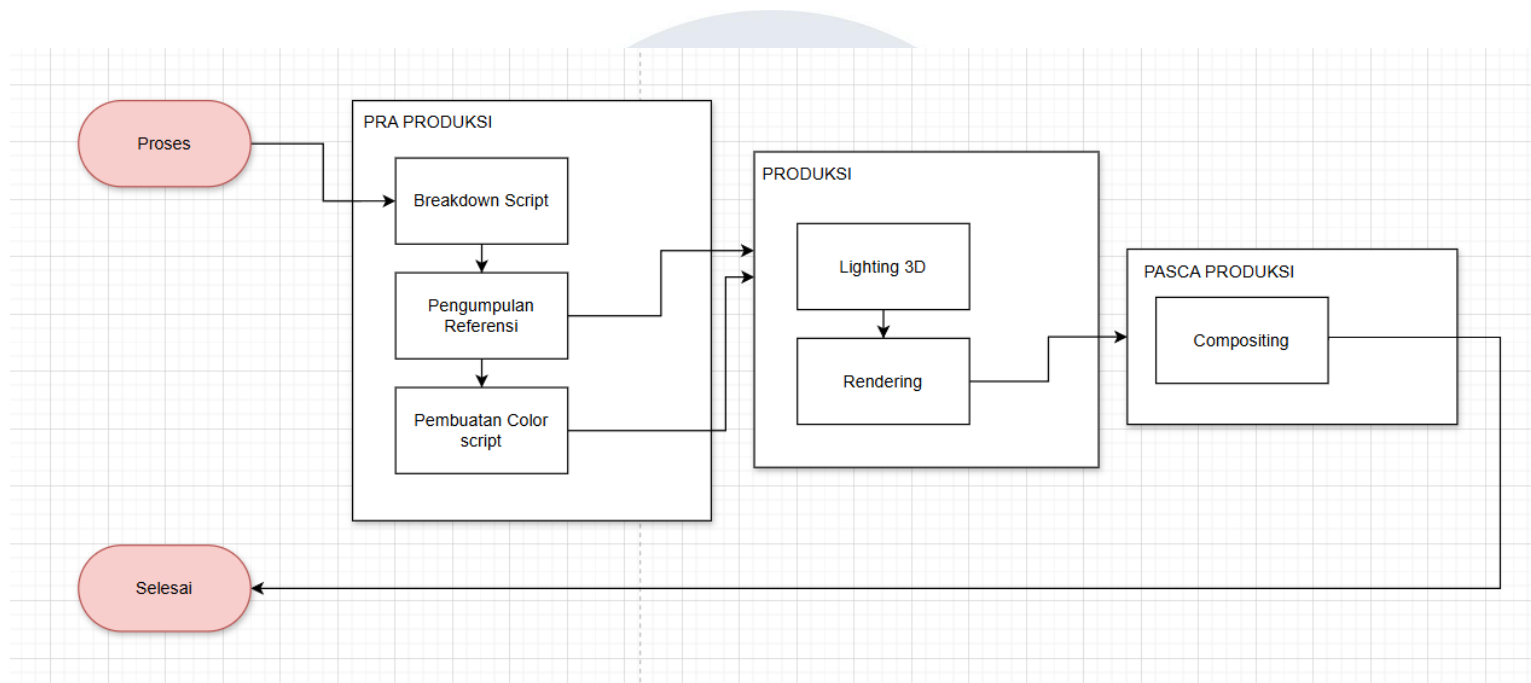 Proses
PRA PRODUKSI
Breakdown Script
Pengumpulan
Referensi
Pembuatan Color
script
PRODUKSI
Lighting 3D
Rendering
PASCA PRODUKSI
Compositing
Selesai